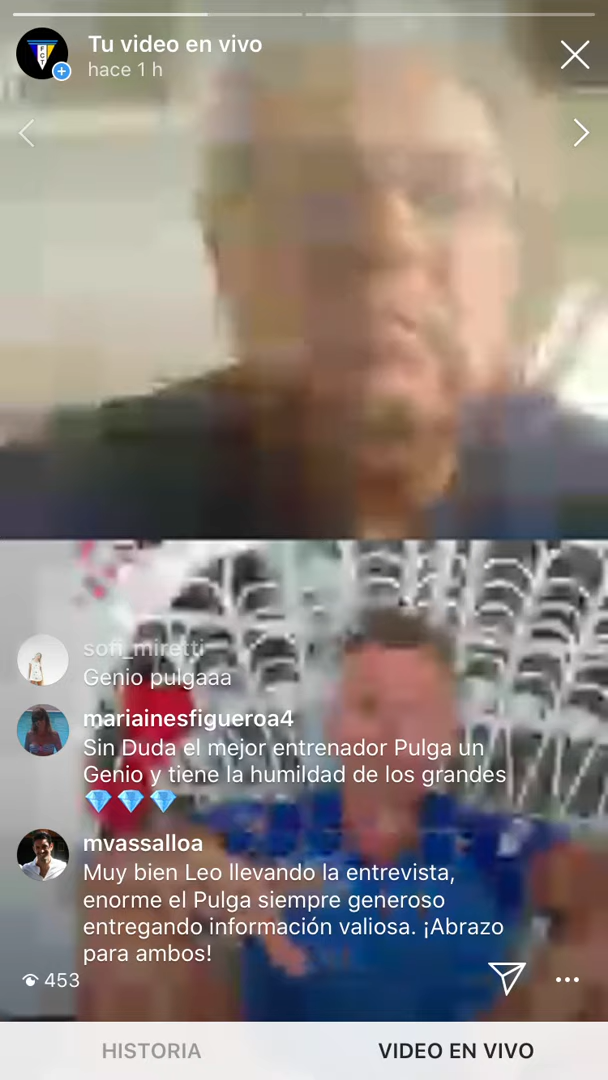 Tu video en vivo
hace 1 h
FCT
sofi_miretti
Genio pulgaaa
mariainesfigueroa4
Sin Duda el mejor entrenador Pulga un
Genio y tiene la humildad de los grandes
💎💎💎
mvassalloa
Muy bien Leo llevando la entrevista,
enorme el Pulga siempre generoso
entregando información valiosa. ¡Abrazo
para ambos!
453
HISTORIA
VIDEO EN VIVO